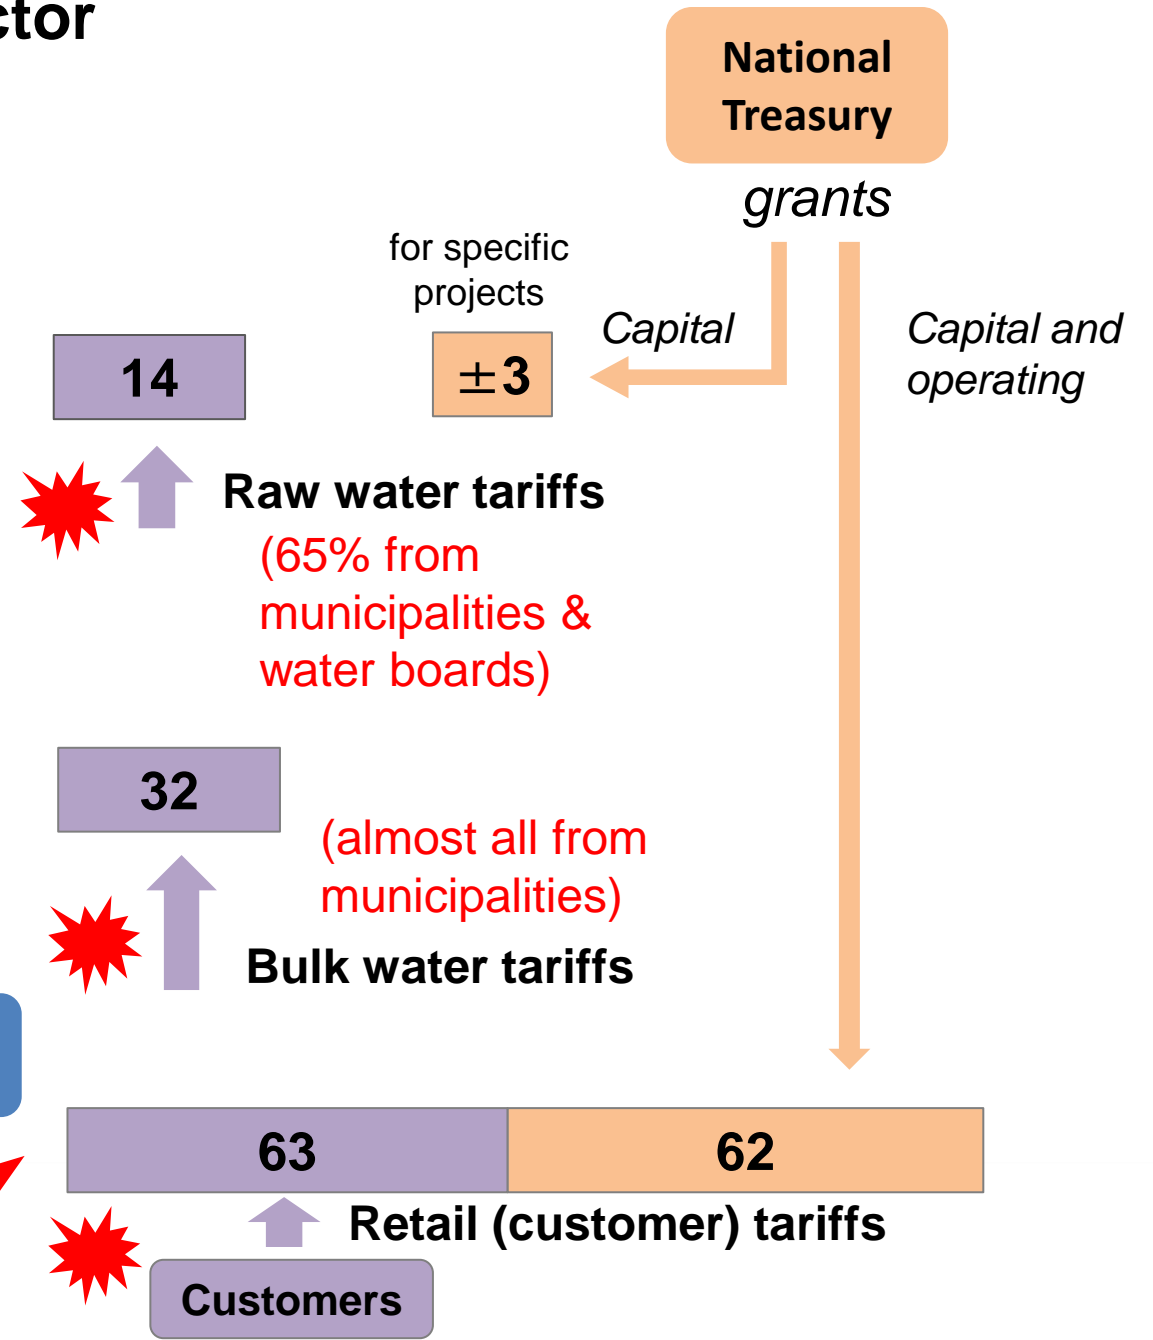 ctor
National
Treasury
grants
for specific
projects
Capital
Capital and
operating
14
±3
Raw water tariffs
(65% from
municipalities &
water boards)
32
(almost all from
municipalities)
Bulk water tariffs
63
62
Retail (customer) tariffs
Customers